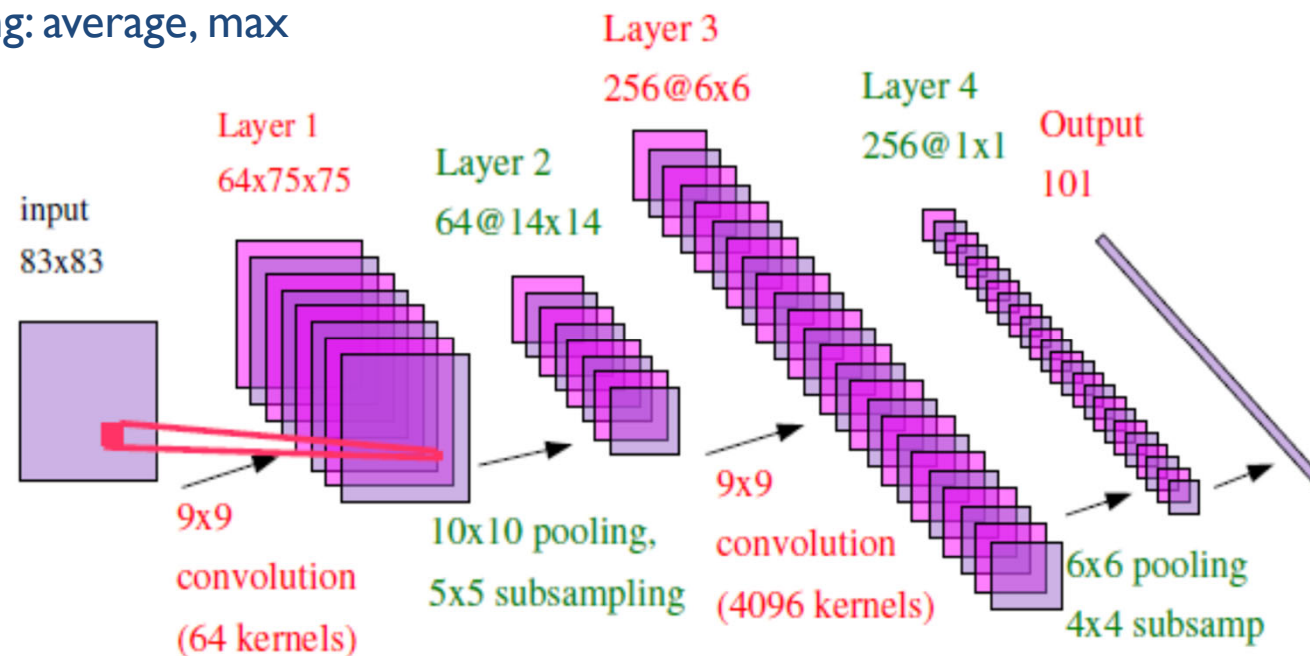 ng: average, max
input
83x83
Layer 1
64x75x75
9x9
convolution
(64 kernels)
Layer 2
64@14x14
10x10 pooling,
5x5 subsampling
Layer 3
256@6x6
9x9
convolution
(4096 kernels)
Layer 4
256@1x1
6x6 pooling
4x4 subsamp
Output
101